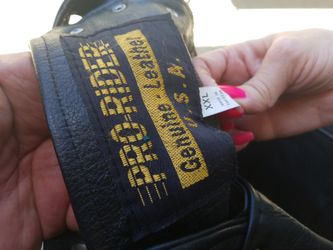 PRO-RIDER
Genuine Leather
U.S.A.
XXL